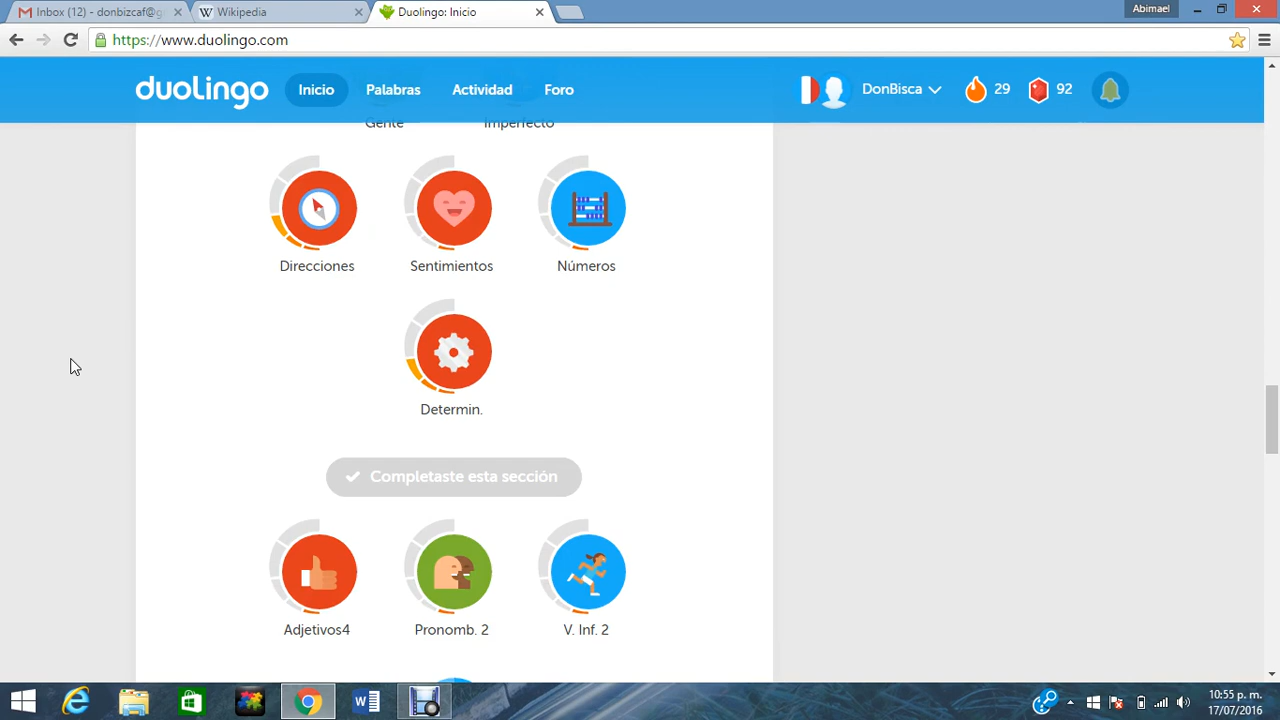 Inbox (12) - donbizcaf@g
Wikipedia
Duolingo: Inicio
Abimael
https://www.duolingo.com
duolingo
Inicio
Palabras
Actividad
Foro
DonBisca
29
92
Gente
Imperfecto
Direcciones
Sentimientos
Números
Determin.
Completaste esta sección
Adjetivos4
Pronomb. 2
V. Inf. 2
10:55 p. m.
17/07/2016